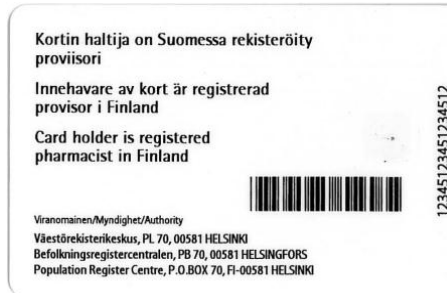 Kortin haltija on Suomessa rekisteröity
proviisori
Innehavare av kort är registrerad
provisor i Finland
Card holder is registered
pharmacist in Finland
Viranomainen/Myndighet/Authority
Väestörekisterikeskus, PL 70, 00581 HELSINKI
Befolkningsregistercentralen, PB 70, 00581 HELSINGFORS
Population Register Centre, P.O.BOX 70, FI-00581 HELSINKI
12345123451234512